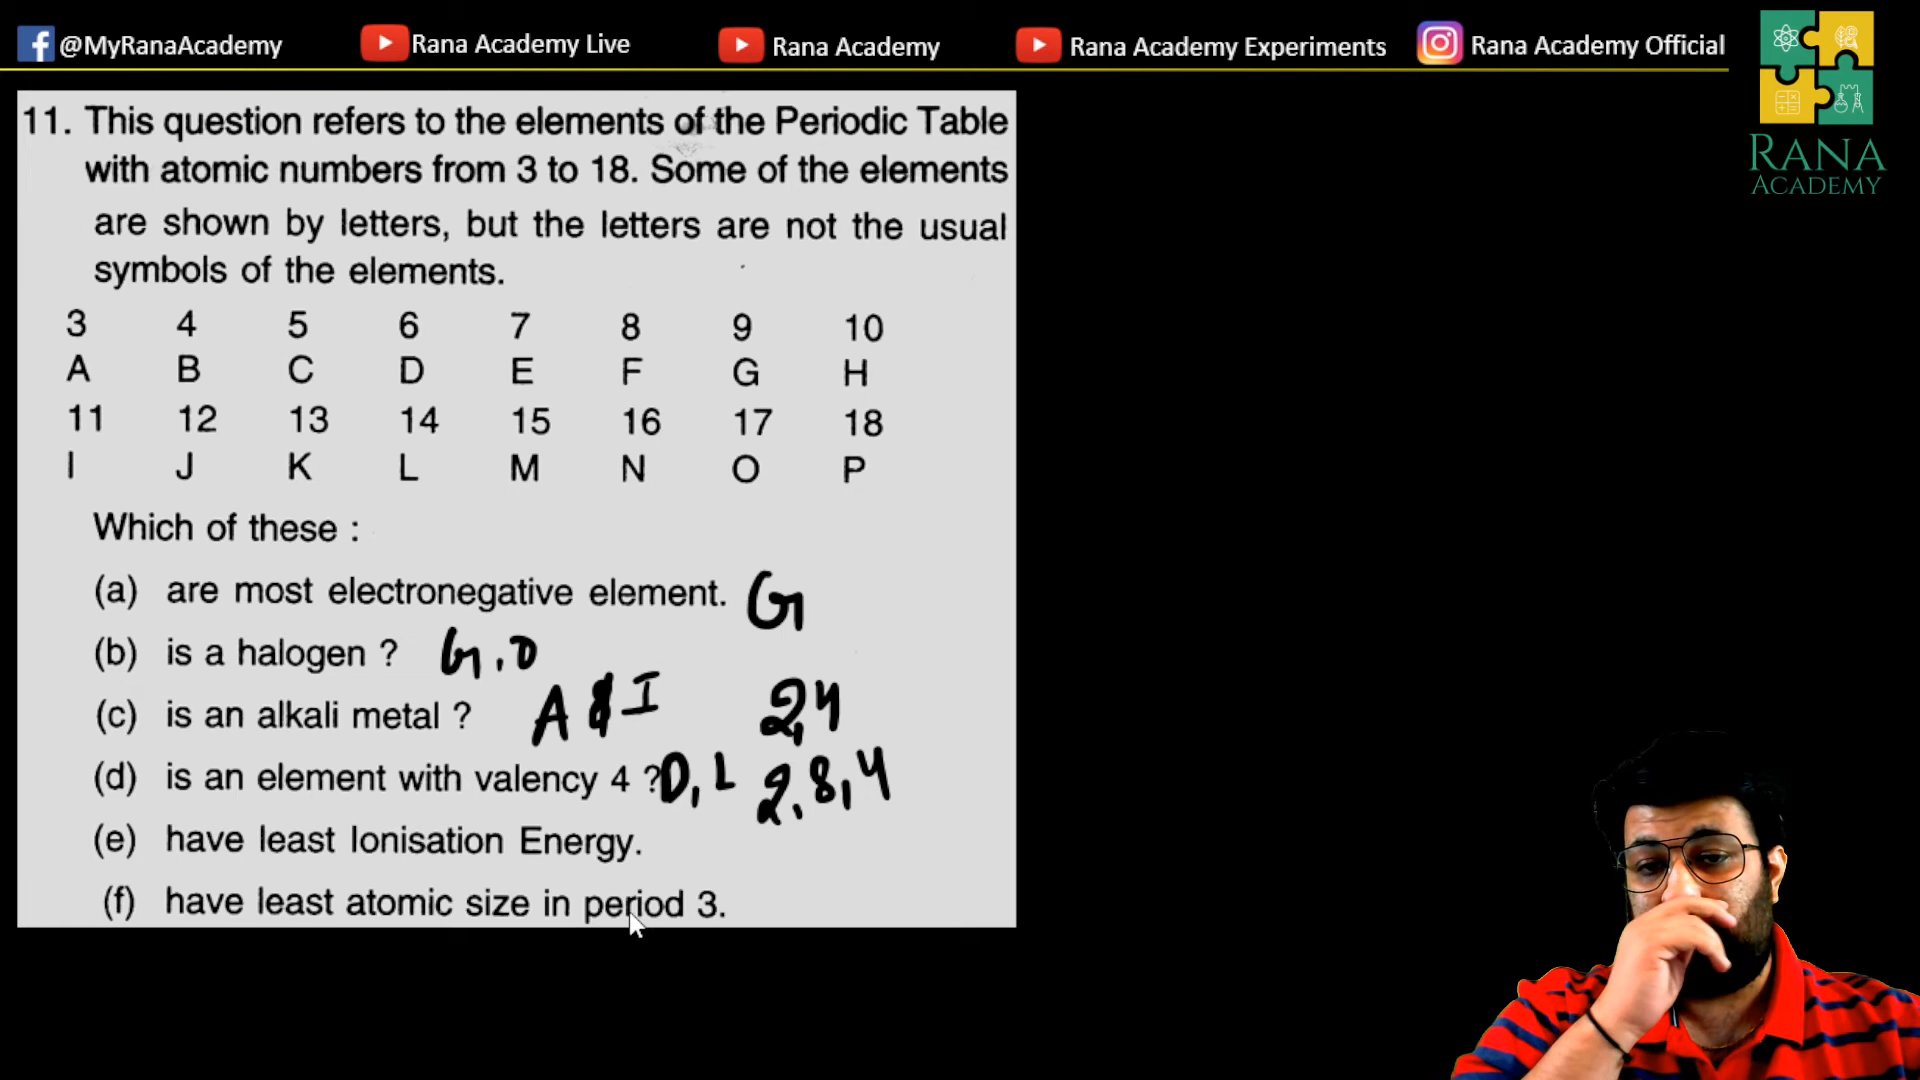 @MyRanaAcademy Rana Academy Live Rana Academy Rana Academy Experiments Rana Academy Official
RANA
ACADEMY
11. This question refers to the elements of the Periodic Table
with atomic numbers from 3 to 18. Some of the elements
are shown by letters, but the letters are not the usual
symbols of the elements.
3 4 5 6 7 8 9 10
A B C D E F G H
11 12 13 14 15 16 17 18
I J K L M N O P
Which of these :
(a) are most electronegative element. G
(b) is a halogen ? G, O
(c) is an alkali metal ? A & I 2,4
(d) is an element with valency 4 ? D, L 2,8,4
(e) have least Ionisation Energy.
(f) have least atomic size in period 3.